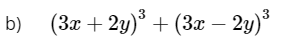 b) (3x + 2y)³ + (3x − 2y)³